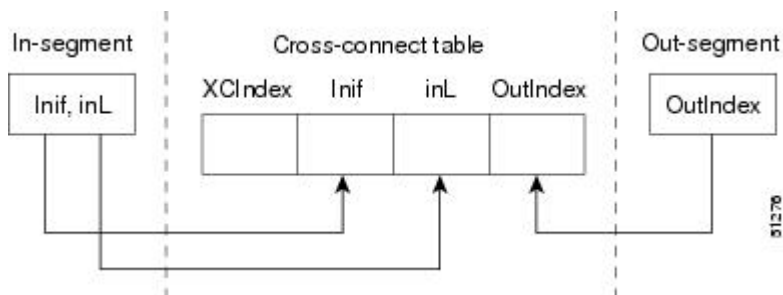 In-segment
Cross-connect table
Out-segment
XCIndex Inif inL OutIndex
Inif, inL
OutIndex
51276